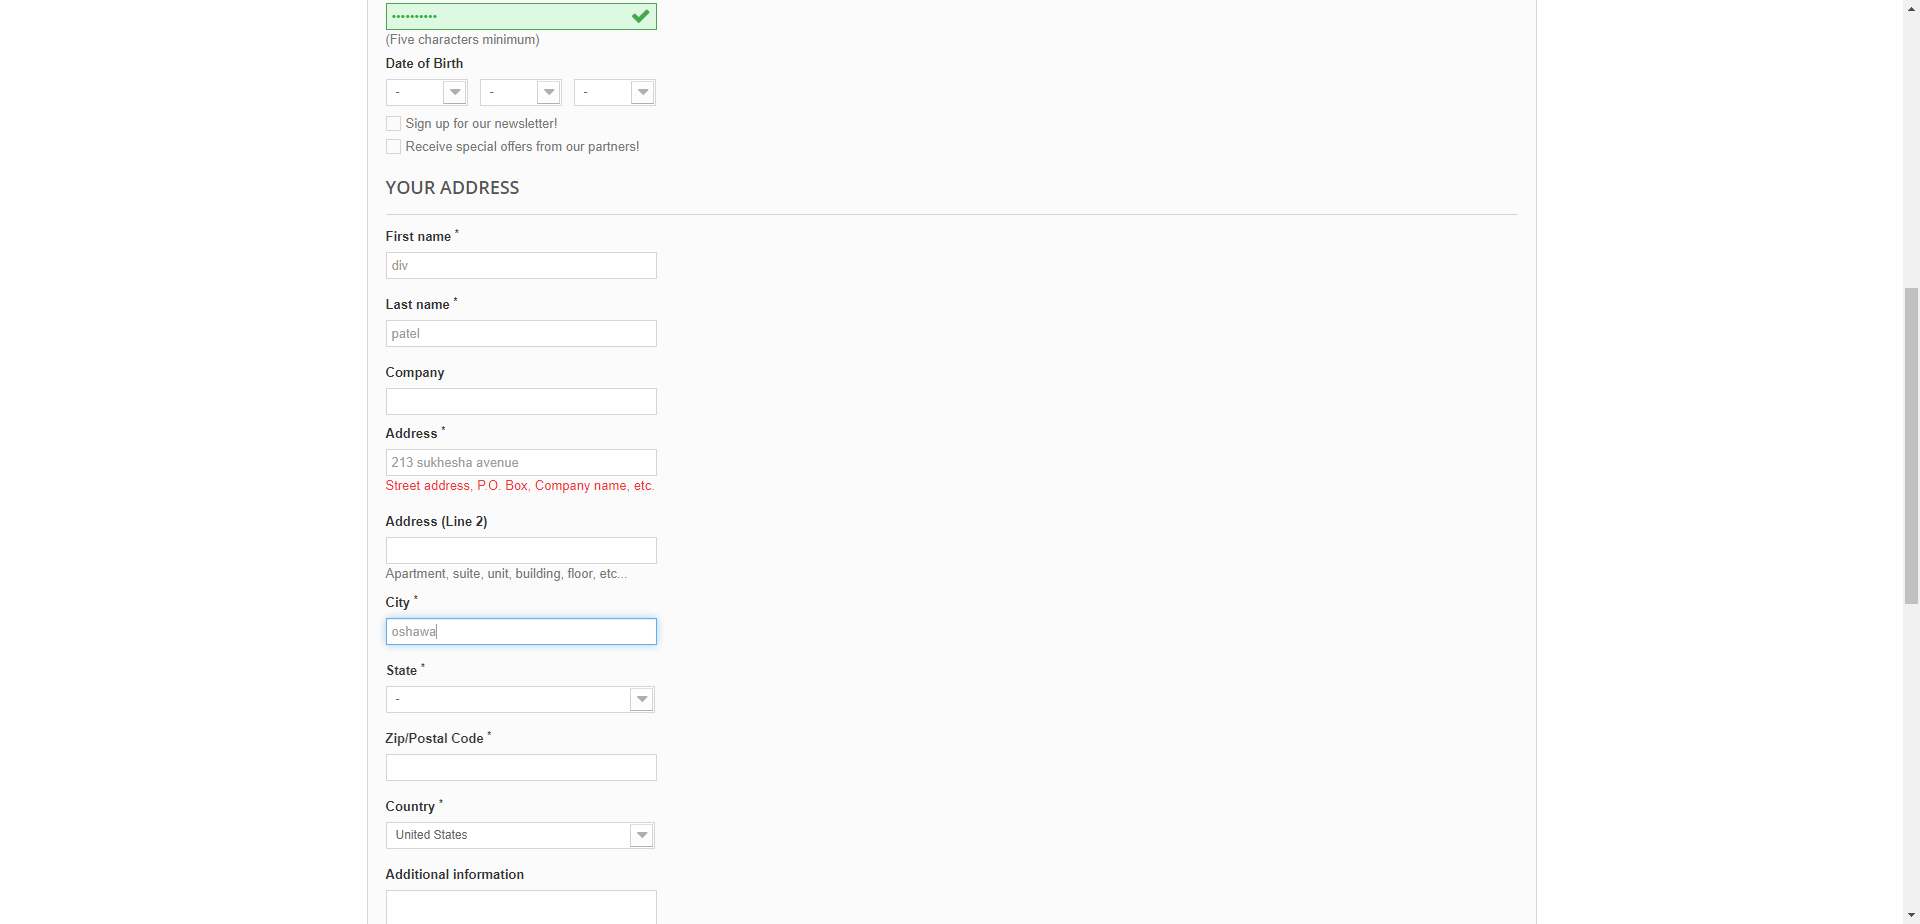 ••••••••••
(Five characters minimum)
Date of Birth
- - -
Sign up for our newsletter!
Receive special offers from our partners!
YOUR ADDRESS
First name *
div
Last name *
patel
Company
Address *
213 sukhesha avenue
Street address, P.O. Box, Company name, etc.
Address (Line 2)
Apartment, suite, unit, building, floor, etc...
City *
oshawa
State *
-
Zip/Postal Code *
Country *
United States
Additional information